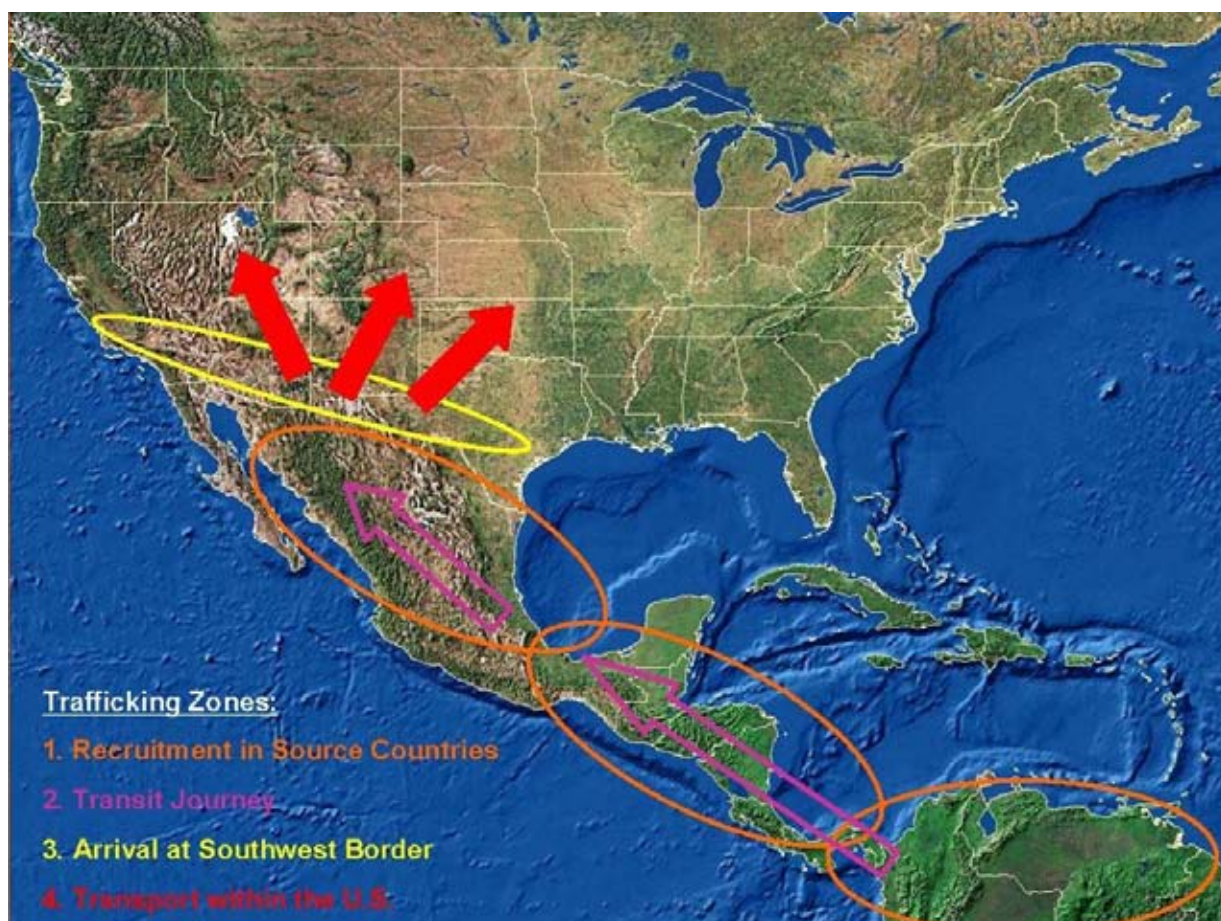 Trafficking Zones:
1. Recruitment in Source Countries
2. Transit Journey
3. Arrival at Southwest Border
4. Transport within the U.S.